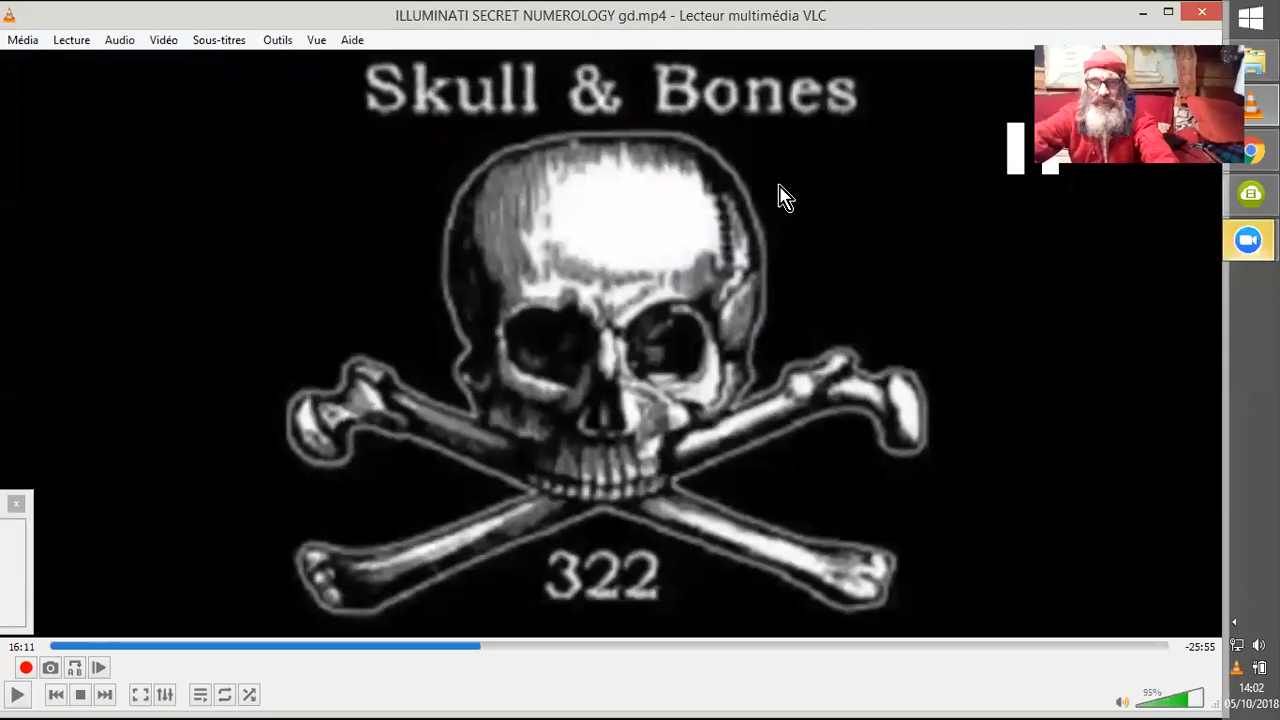 ILLUMINATI SECRET NUMEROLOGY gd.mp4 - Lecteur multimédia VLC
Média Lecture Audio Vidéo Sous-titres Outils Vue Aide
Skull & Bones
322
16:11
-25:55
95%
14:02
05/10/2018